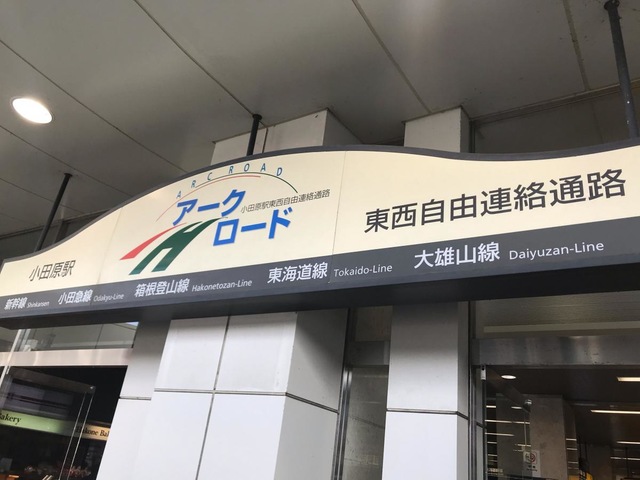 ARC ROAD
アークロード
小田原駅東西自由連絡通路
小田原駅
東西自由連絡通路
新幹線 Shinkansen 小田急線 Odakyu-Line 箱根登山線 Hakonetozan-Line 東海道線 Tokaido-Line 大雄山線 Daiyuzan-Line
Bakery
kone Bakery